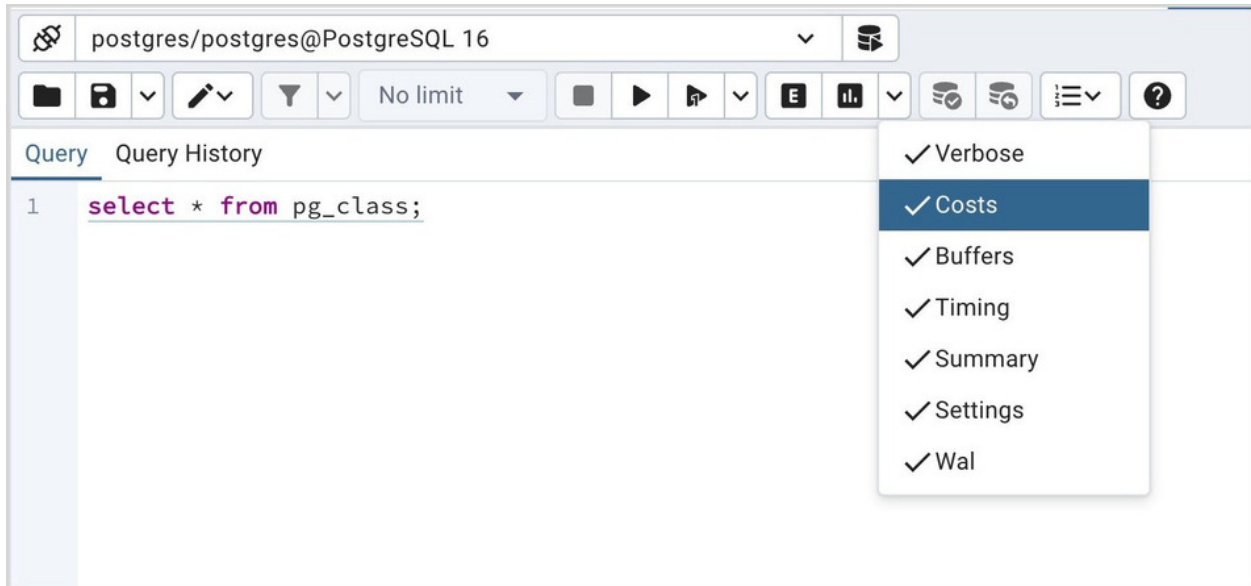 postgres/postgres@PostgreSQL 16
No limit
E
Query Query History
1 select * from pg_class;
Verbose
Costs
Buffers
Timing
Summary
Settings
Wal